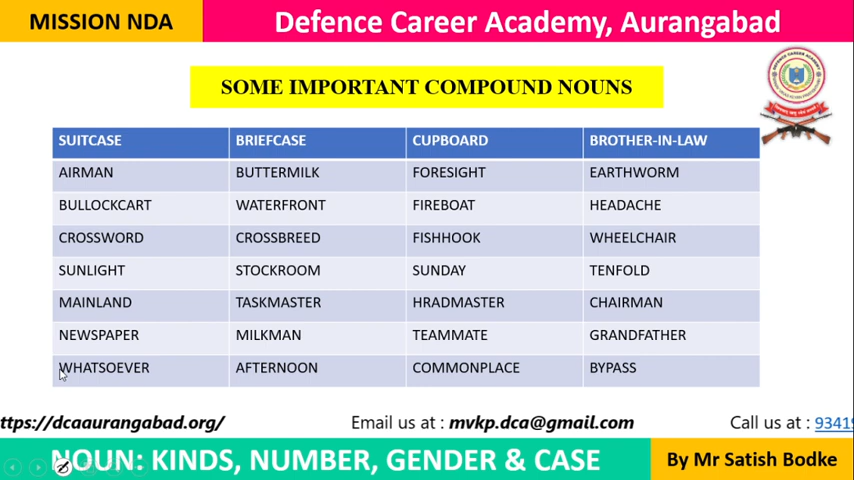 MISSION NDA
Defence Career Academy, Aurangabad
SOME IMPORTANT COMPOUND NOUNS
SUITCASE BRIEFCASE CUPBOARD BROTHER-IN-LAW
AIRMAN BUTTERMILK FORESIGHT EARTHWORM
BULLOCKCART WATERFRONT FIREBOAT HEADACHE
CROSSWORD CROSSBREED FISHHOOK WHEELCHAIR
SUNLIGHT STOCKROOM SUNDAY TENFOLD
MAINLAND TASKMASTER HRADMASTER CHAIRMAN
NEWSPAPER MILKMAN TEAMMATE GRANDFATHER
WHATSOEVER AFTERNOON COMMONPLACE BYPASS
ttps://dcaaurangabad.org/ Email us at : mvkp.dca@gmail.com Call us at : 9341
NOUN: KINDS, NUMBER, GENDER & CASE
By Mr Satish Bodke